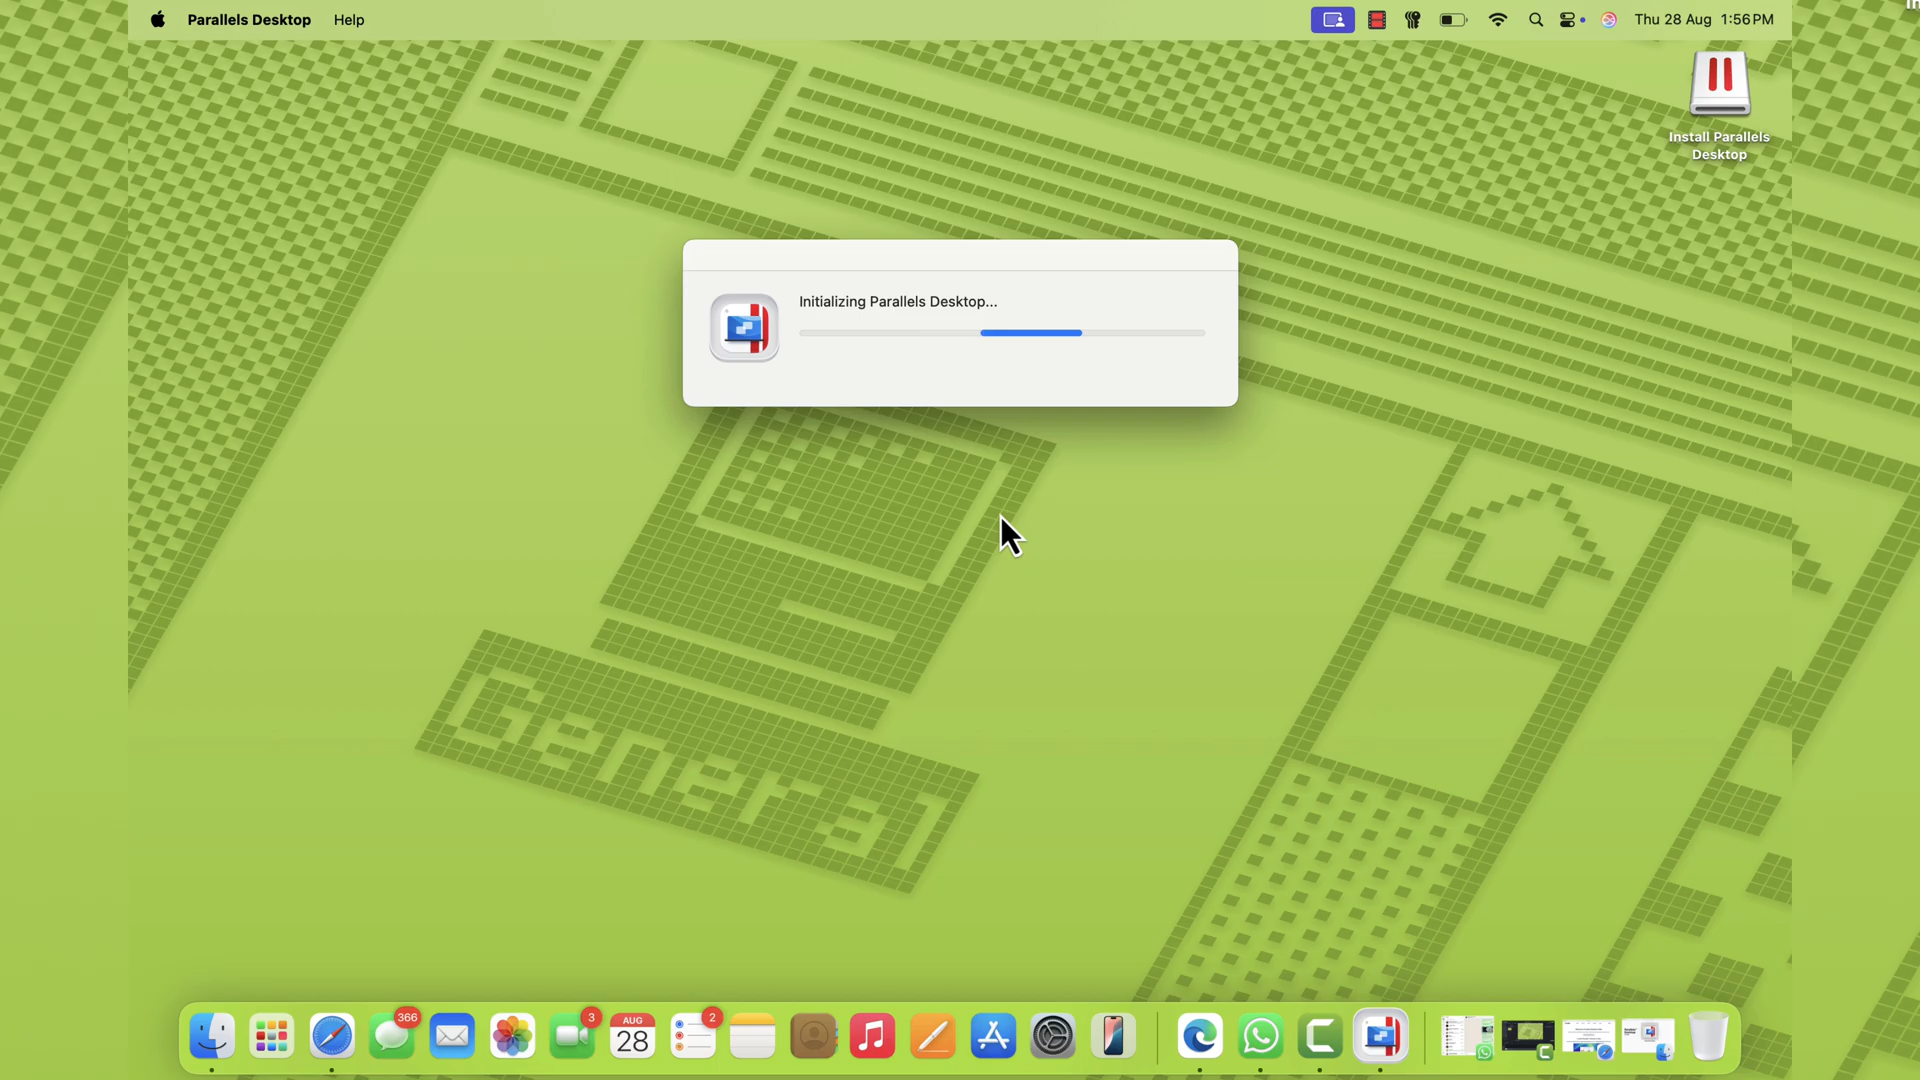 Parallels Desktop Help
Thu 28 Aug 1:56 PM
Install Parallels
Desktop
Initializing Parallels Desktop...
General
366
3
AUG
28
2